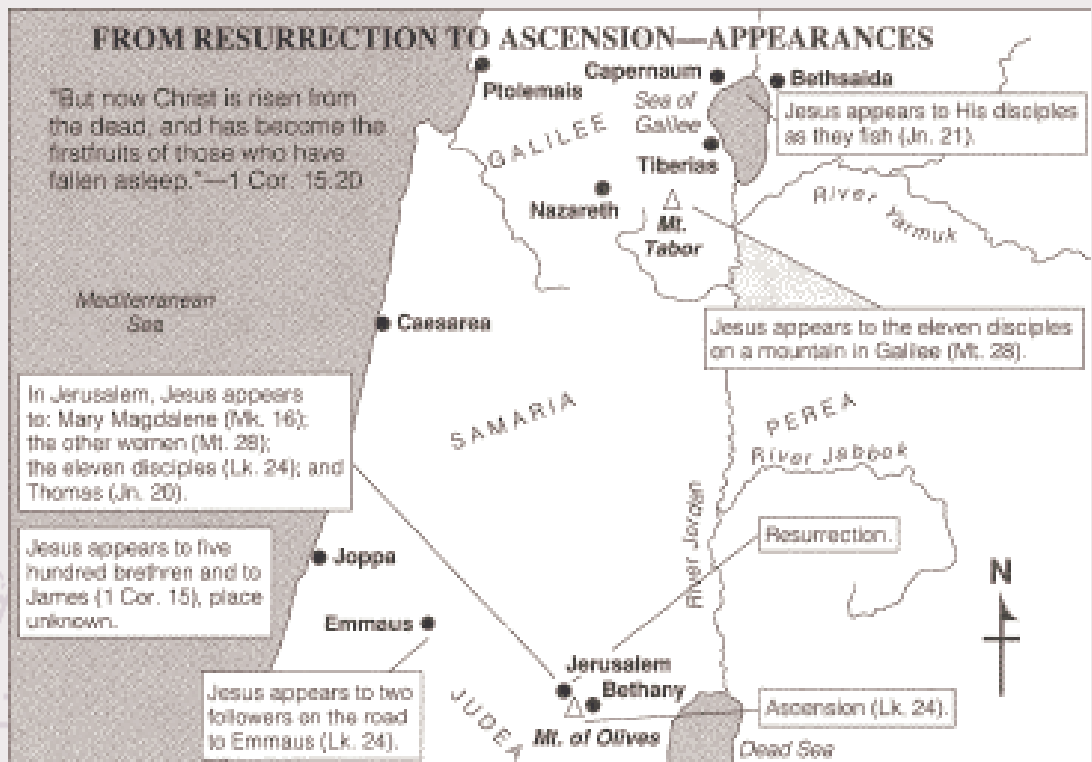 FROM RESURRECTION TO ASCENSION—APPEARANCES
"But now Christ is risen from
the dead, and has become the
firstfruits of those who have
fallen asleep."—1 Cor. 15.20
Ptolemais
Capernaum
Bethsaida
Sea of
Galilee
Jesus appears to His disciples
as they fish (Jn. 21).
GALILEE
Tiberias
Nazareth
Mt.
Tabor
River Yarmuk
Mediterranean
Sea
Caesarea
Jesus appears to the eleven disciples
on a mountain in Galilee (Mt. 28).
In Jerusalem, Jesus appears
to: Mary Magdalene (Mk. 16);
the other women (Mt. 28);
the eleven disciples (Lk. 24); and
Thomas (Jn. 20).
SAMARIA
PEREA
River Jabbok
River Jordan
Jesus appears to five
hundred brethren and to
James (1 Cor. 15), place
unknown.
Joppa
Resurrection.
N
Emmaus
Jerusalem
Bethany
Jesus appears to two
followers on the road
to Emmaus (Lk. 24).
JUDEA
Mt. of Olives
Ascension (Lk. 24).
Dead Sea